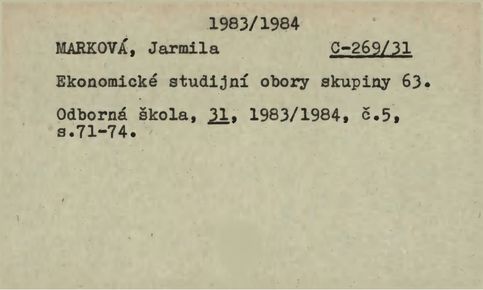 1983/1984
MARKOVÁ, Jarmila C-269/31
Ekonomické studijní obory skupiny 63.
Odborná škola, 31, 1983/1984, č.5,
s.71-74.